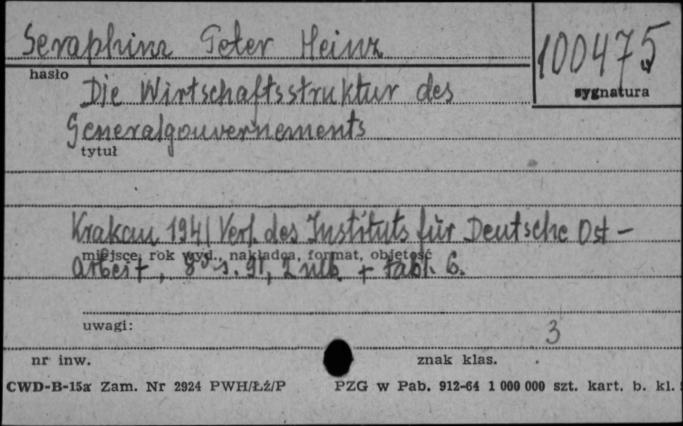 Seraphim Peter Heinz
100475
hasło
sygnatura
Die Wirtschaftsstruktur des
Generalgouvernements
tytuł
Krakau 1941 Verl. des Instituts für Deutsche Ost-
miejsce, rok wyd., nakładca, format, objętość
arbeit, 8° s. 91, 2 nlb. + tabl. 6.
uwagi:
3
nr inw.
znak klas.
CWD-B-15a Zam. Nr 2924 PWH/Łź/P PZG w Pab. 912-64 1 000 000 szt. kart. b. kl.